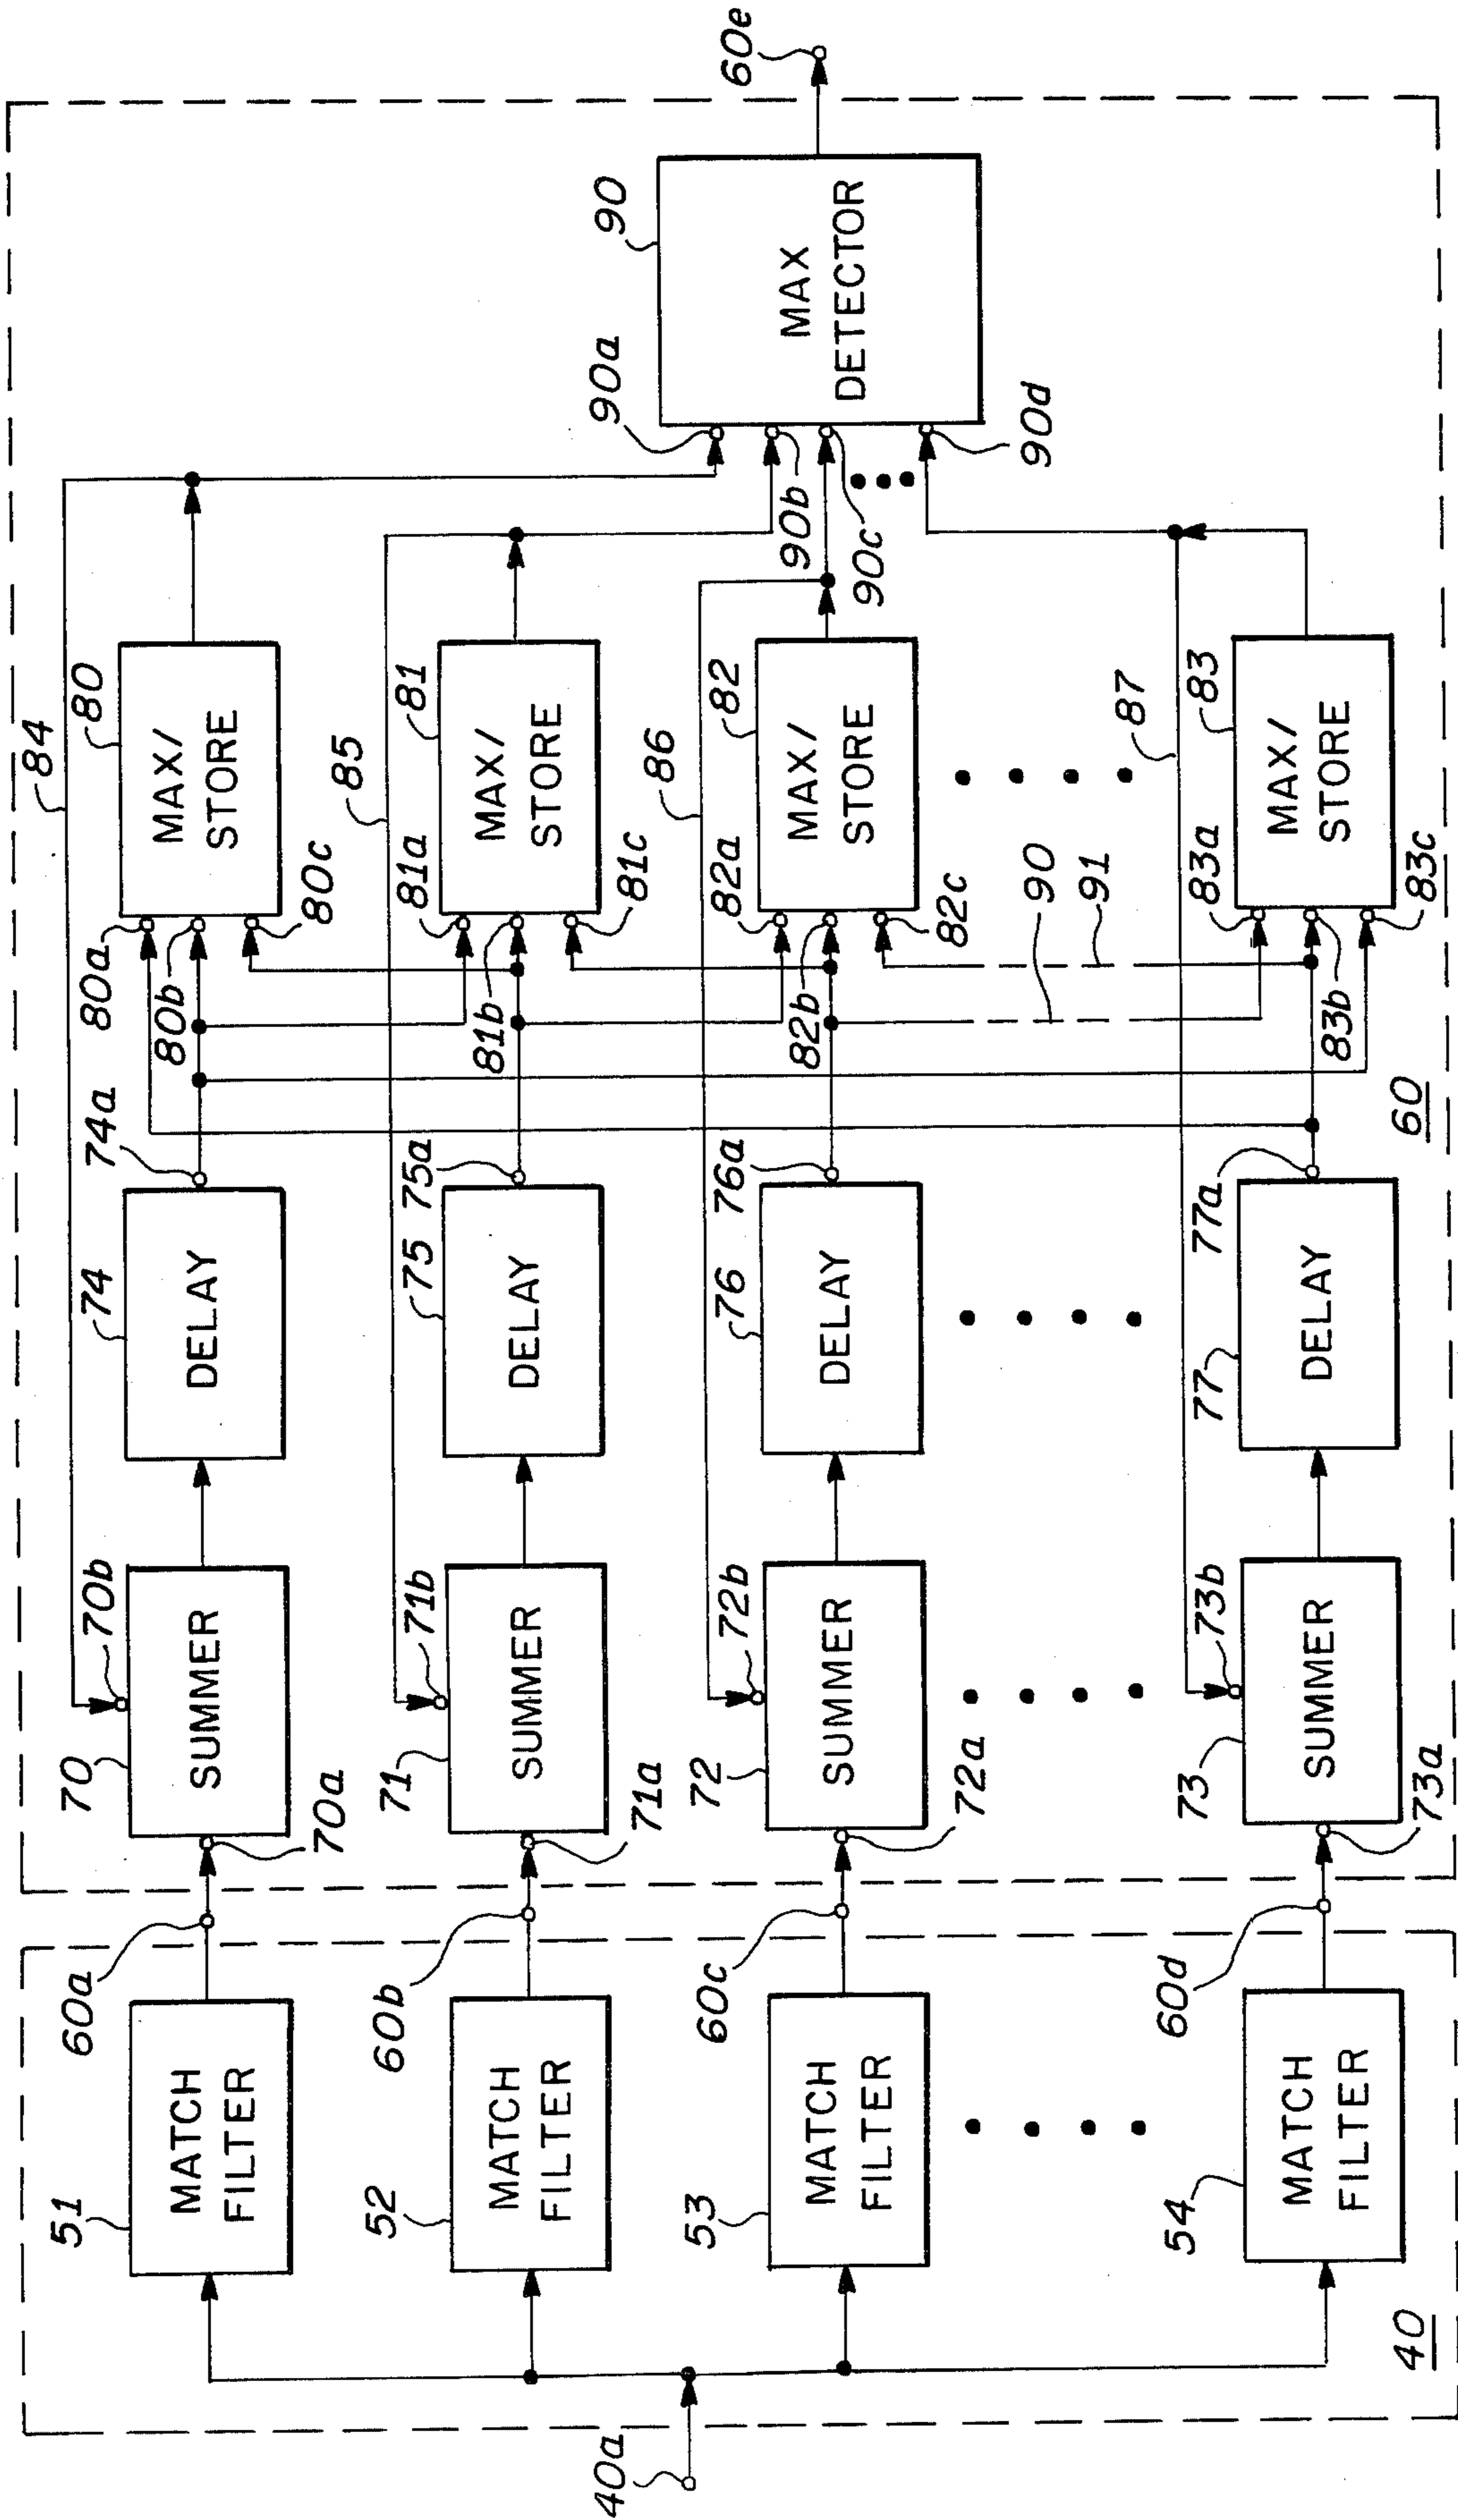 40a
40
51
MATCH
FILTER
60a
52
MATCH
FILTER
60b
53
MATCH
FILTER
60c
54
MATCH
FILTER
60d
70
SUMMER
70a
70b
71
SUMMER
71a
71b
72
SUMMER
72a
72b
73
SUMMER
73a
73b
74
DELAY
74a
75
DELAY
75a
76
DELAY
76a
77
DELAY
77a
60
84
80
MAX/
STORE
80a
80b
80c
85
81
MAX/
STORE
81a
81b
81c
86
82
MAX/
STORE
82a
82b
82c
90
91
87
83
MAX/
STORE
83a
83b
83c
90
MAX
DETECTOR
90a
90b
90c
90d
60e